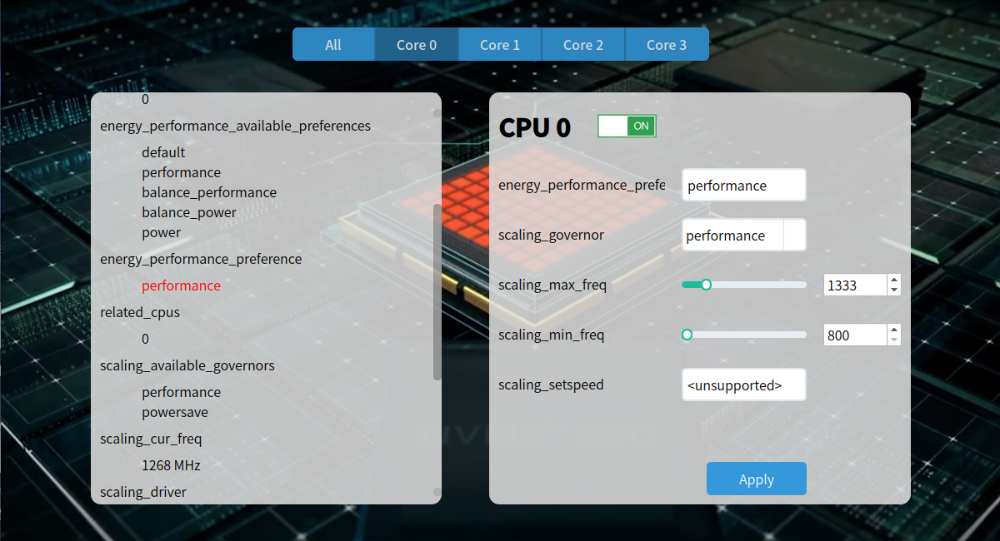 All
Core 0
Core 1
Core 2
Core 3
0
energy_performance_available_preferences
default
performance
balance_performance
balance_power
power
energy_performance_preference
performance
related_cpus
0
scaling_available_governors
performance
powersave
scaling_cur_freq
1268 MHz
scaling_driver
CPU 0
ON
energy_performance_prefe
performance
scaling_governor
performance
scaling_max_freq
1333
scaling_min_freq
800
scaling_setspeed
<unsupported>
Apply